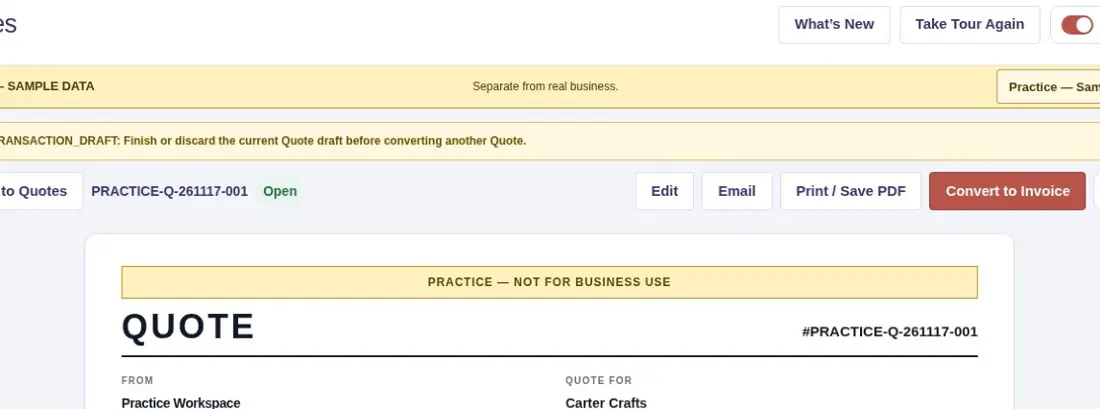 es
What's New
Take Tour Again
– SAMPLE DATA
Separate from real business.
Practice — Sam
RANSACTION_DRAFT: Finish or discard the current Quote draft before converting another Quote.
to Quotes
PRACTICE-Q-261117-001
Open
Edit
Email
Print / Save PDF
Convert to Invoice
PRACTICE — NOT FOR BUSINESS USE
QUOTE
#PRACTICE-Q-261117-001
FROM
QUOTE FOR
Practice Workspace
Carter Crafts